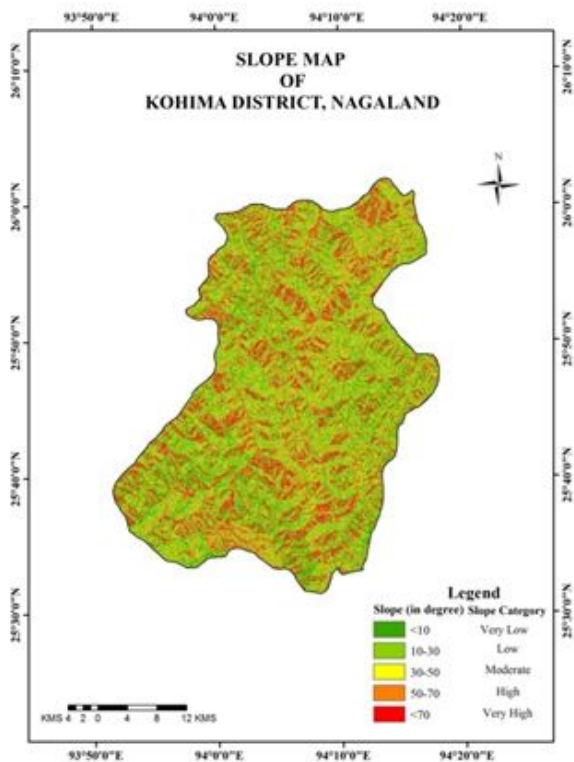 93°50'0"E 94°0'0"E 94°10'0"E 94°20'0"E
SLOPE MAP
OF
KOHIMA DISTRICT, NAGALAND
N
26°10'0"N 26°10'0"N
26°0'0"N 26°0'0"N
25°50'0"N 25°50'0"N
25°40'0"N 25°40'0"N
25°30'0"N 25°30'0"N
Legend
Slope (in degree) Slope Category
<10 Very Low
10-30 Low
30-50 Moderate
50-70 High
<70 Very High
KMS 4 2 0 4 8 12 KMS
93°50'0"E 94°0'0"E 94°10'0"E 94°20'0"E